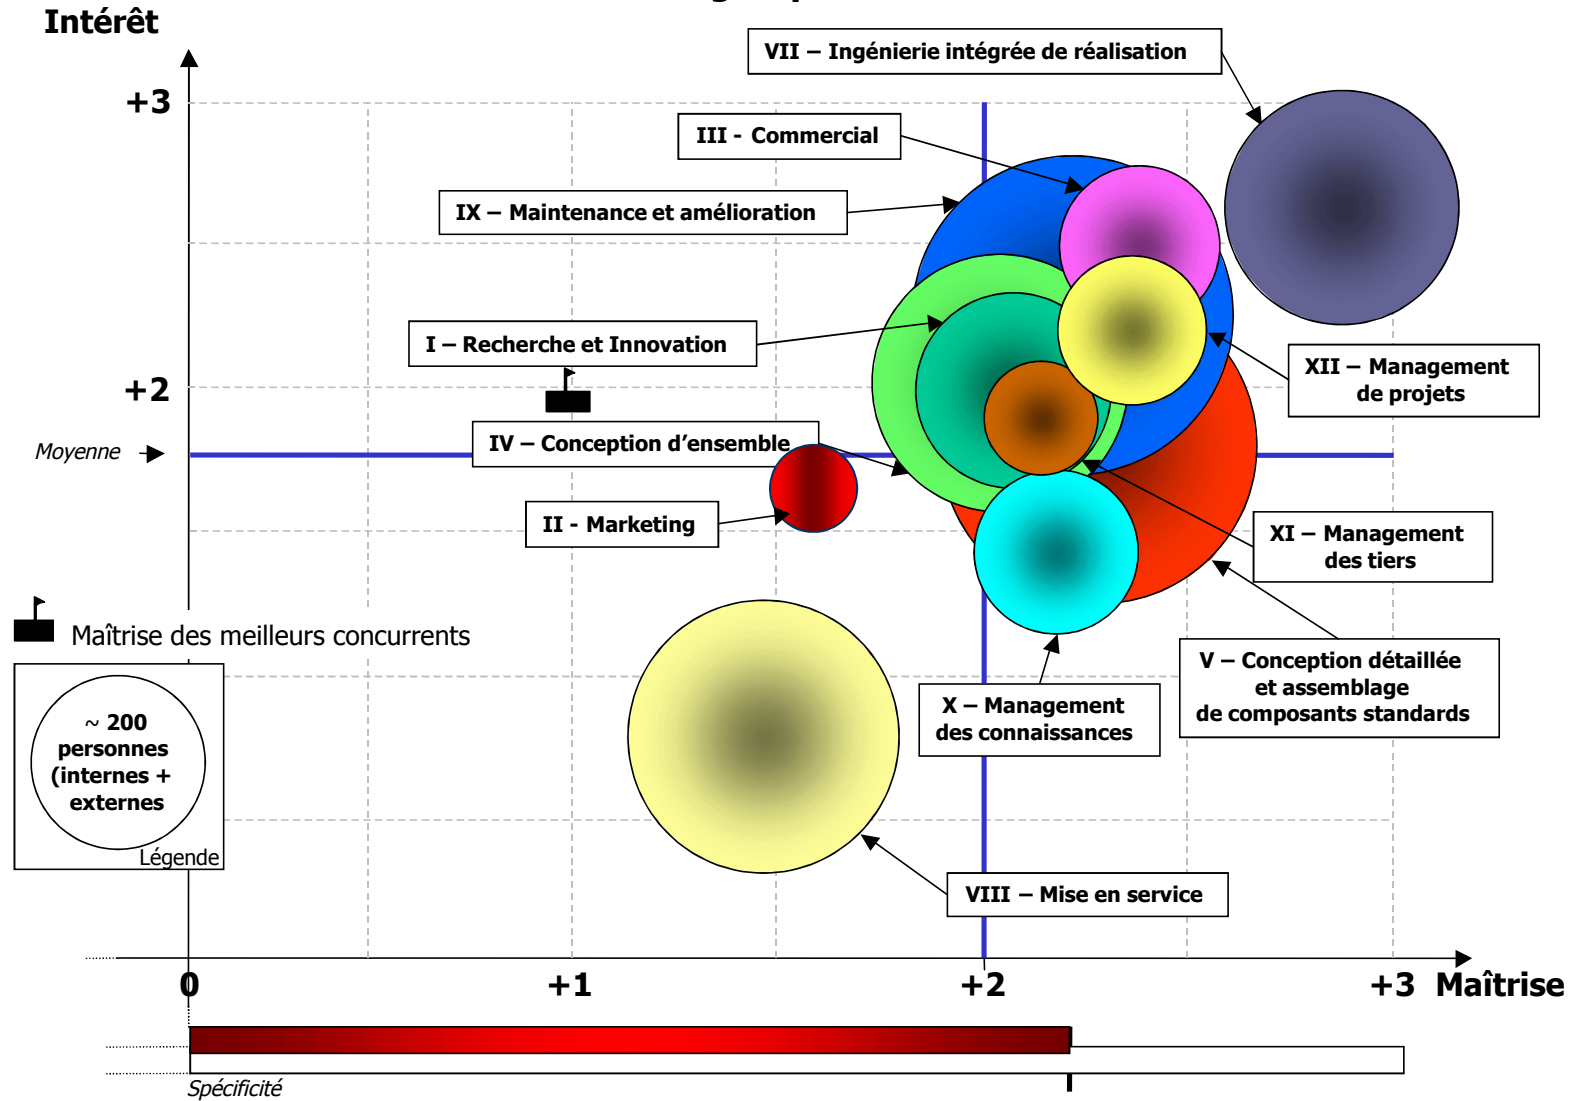 Intérêt
VII – Ingénierie intégrée de réalisation
+3
III - Commercial
IX – Maintenance et amélioration
I – Recherche et Innovation
XII – Management
de projets
+2
IV – Conception d’ensemble
Moyenne
II - Marketing
XI – Management
des tiers
Maîtrise des meilleurs concurrents
V – Conception détaillée
et assemblage
de composants standards
X – Management
des connaissances
~ 200
personnes
(internes +
externes
Légende
VIII – Mise en service
0
+1
+2
+3
Maîtrise
Spécificité